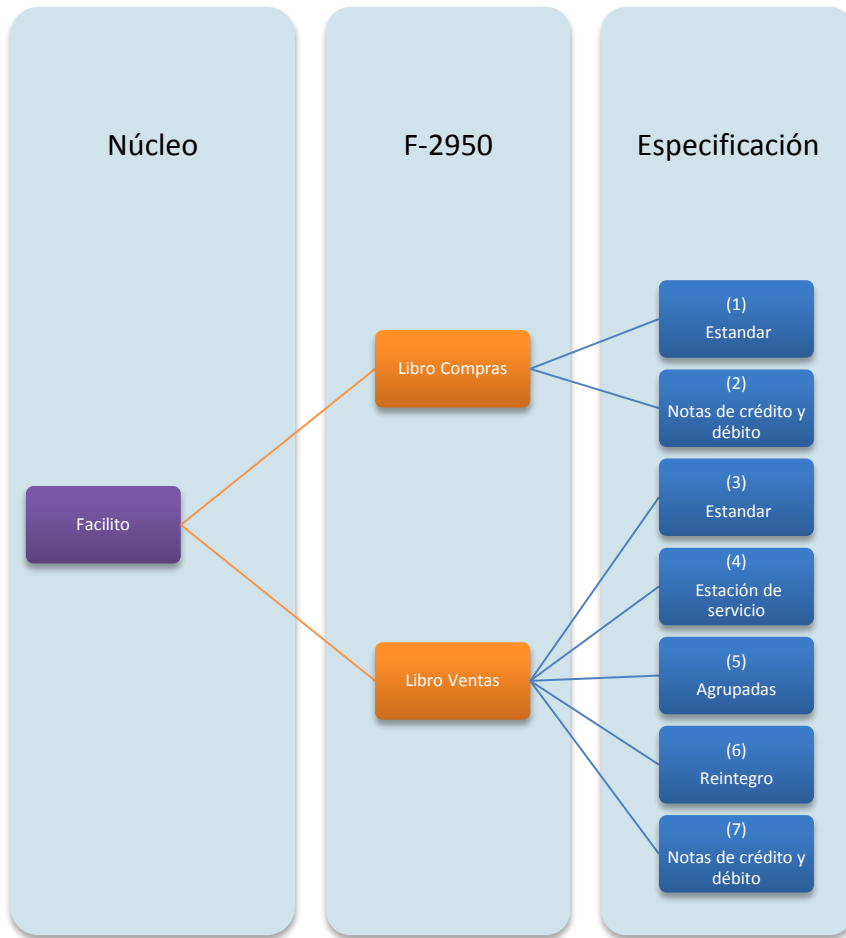 Núcleo
F-2950
Especificación
Facilito
Libro Compras
Libro Ventas
(1)
Estandar
(2)
Notas de crédito y
débito
(3)
Estandar
(4)
Estación de
servicio
(5)
Agrupadas
(6)
Reintegro
(7)
Notas de crédito y
débito